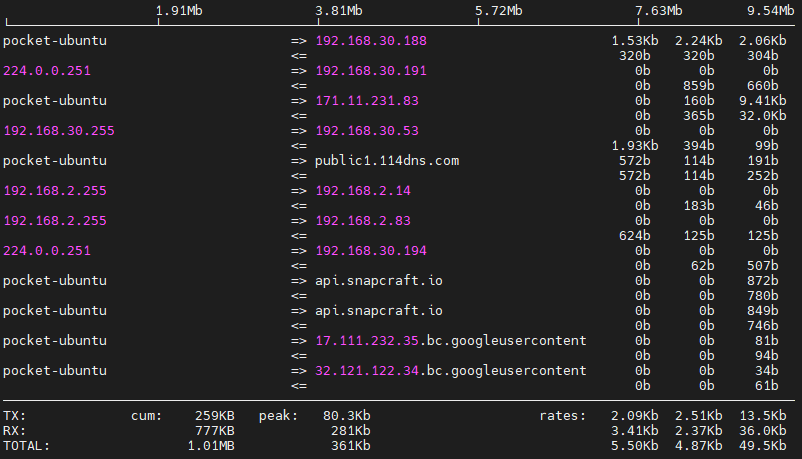 1.91Mb 3.81Mb 5.72Mb 7.63Mb 9.54Mb
pocket-ubuntu => 192.168.30.188 1.53Kb 2.24Kb 2.06Kb
<= 320b 320b 304b
224.0.0.251 => 192.168.30.191 0b 0b 0b
<= 0b 859b 660b
pocket-ubuntu => 171.11.231.83 0b 160b 9.41Kb
<= 0b 365b 32.0Kb
192.168.30.255 => 192.168.30.53 0b 0b 0b
<= 1.93Kb 394b 99b
pocket-ubuntu => public1.114dns.com 572b 114b 191b
<= 572b 114b 252b
192.168.2.255 => 192.168.2.14 0b 0b 0b
<= 0b 183b 46b
192.168.2.255 => 192.168.2.83 0b 0b 0b
<= 624b 125b 125b
224.0.0.251 => 192.168.30.194 0b 0b 0b
<= 0b 62b 507b
pocket-ubuntu => api.snapcraft.io 0b 0b 872b
<= 0b 0b 780b
pocket-ubuntu => api.snapcraft.io 0b 0b 849b
<= 0b 0b 746b
pocket-ubuntu => 17.111.232.35.bc.googleusercontent 0b 0b 81b
<= 0b 0b 94b
pocket-ubuntu => 32.121.122.34.bc.googleusercontent 0b 0b 34b
<= 0b 0b 61b
TX: cum: 259KB peak: 80.3Kb rates: 2.09Kb 2.51Kb 13.5Kb
RX: 777KB 281Kb 3.41Kb 2.37Kb 36.0Kb
TOTAL: 1.01MB 361Kb 5.50Kb 4.87Kb 49.5Kb